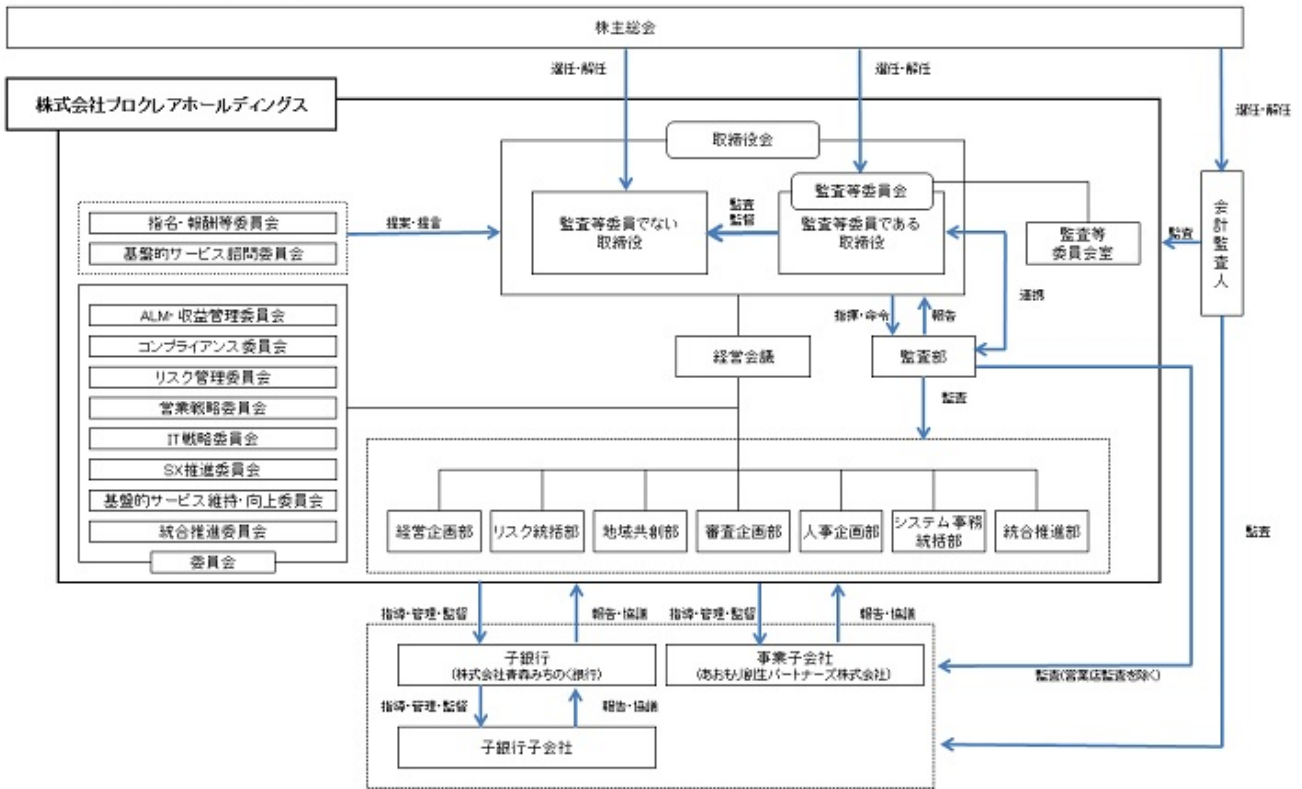 株主総会
選任・解任
選任・解任
選任・解任
株式会社プロクレアホールディングス
取締役会
監査等委員会
監査等委員でない
取締役
監査
監督
監査等委員である
取締役
監査等
委員会室
監査
会計監査人
指名・報酬等委員会
基盤的サービス諮問委員会
提案・提言
連携
指揮・命令
報告
ALM・収益管理委員会
コンプライアンス委員会
リスク管理委員会
営業戦略委員会
IT戦略委員会
SX推進委員会
基盤的サービス維持・向上委員会
統合推進委員会
委員会
経営会議
監査部
監査
経営企画部
リスク統括部
地域共創部
審査企画部
人事企画部
システム事務
統括部
統合推進部
監査
指導・管理・監督
報告・協議
指導・管理・監督
報告・協議
子銀行
(株式会社青森みちのく銀行)
事業子会社
(あおもり創生パートナーズ株式会社)
監査(営業店監査を除く)
指導・管理・監督
報告・協議
子銀行子会社